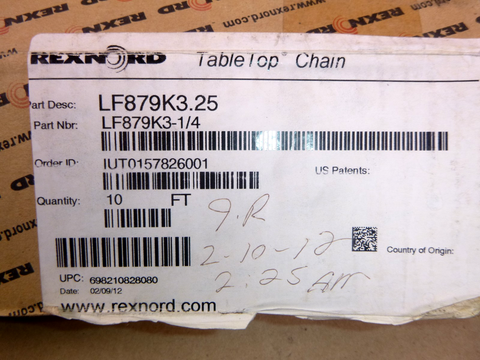 REXNORD
REXNORD TableTop® Chain
Part Desc: LF879K3.25
Part Nbr: LF879K3-1/4
Order ID: IUT0157826001
US Patents:
Quantity: 10 FT
J.R
2-10-12
2:25
Country of Origin:
UPC: 698210828080
Date: 02/09/12
www.rexnord.com